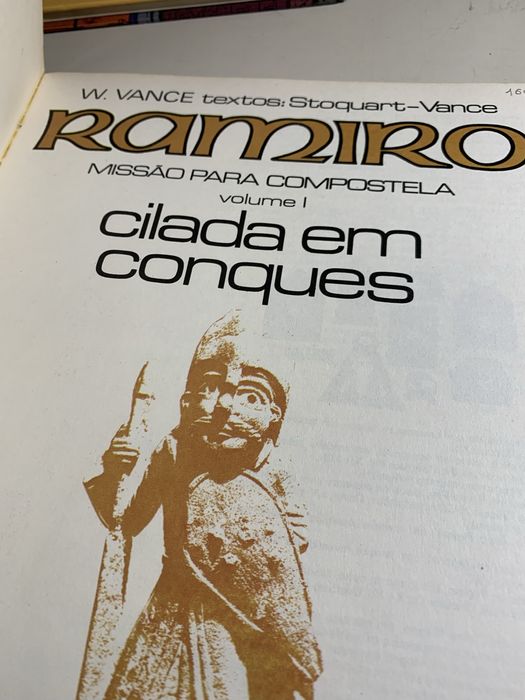 W. VANCE textos: Stoquart-Vance
RAMIRO
MISSÃO PARA COMPOSTELA
volume I
cilada em
conques